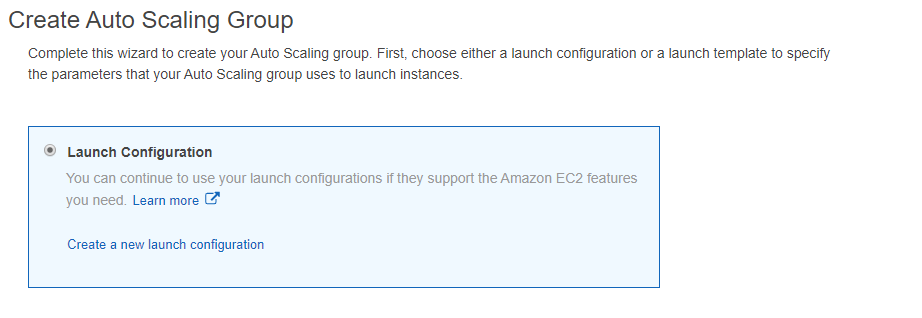 Create Auto Scaling Group
Complete this wizard to create your Auto Scaling group. First, choose either a launch configuration or a launch template to specify
the parameters that your Auto Scaling group uses to launch instances.
Launch Configuration
You can continue to use your launch configurations if they support the Amazon EC2 features
you need. Learn more
Create a new launch configuration